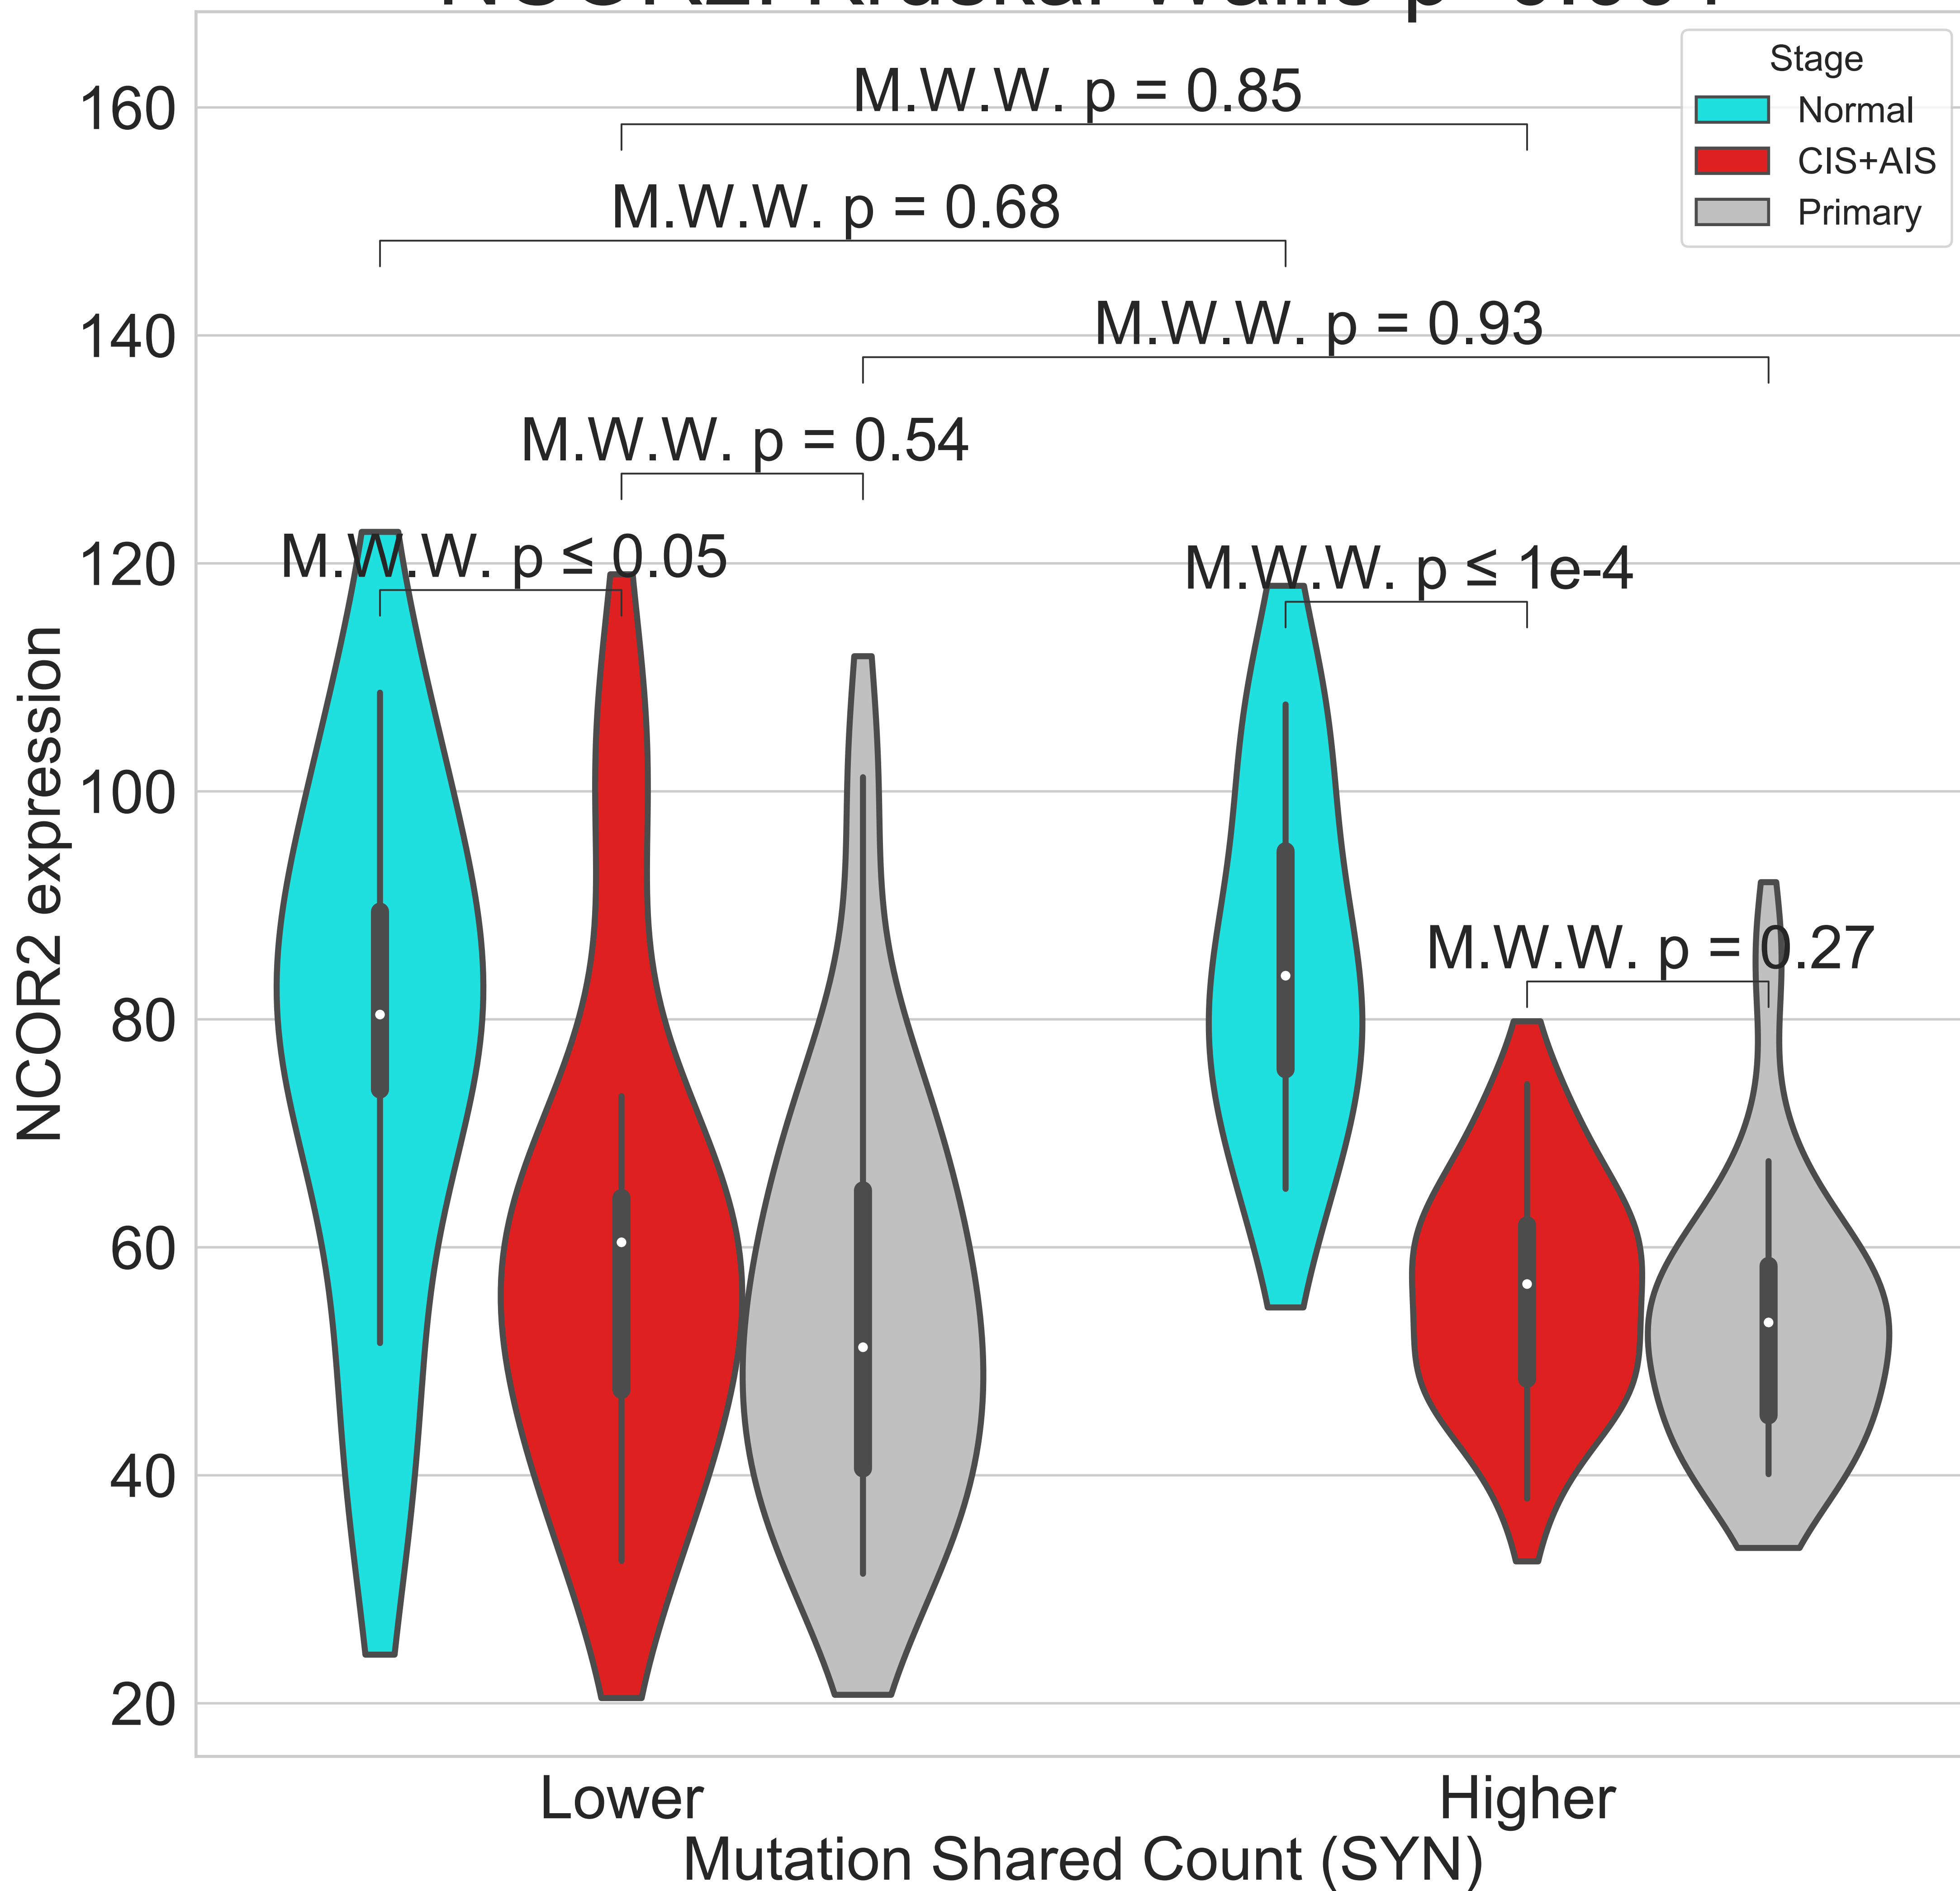 Stage
Normal
CIS+AIS
Primary
M.W.W. p = 0.85
M.W.W. p = 0.68
M.W.W. p = 0.93
M.W.W. p = 0.54
M.W.W. p ≤ 0.05
M.W.W. p ≤ 1e-4
M.W.W. p = 0.27
160
140
120
100
80
60
40
20
NCOR2 expression
Lower
Higher
Mutation Shared Count (SYN)